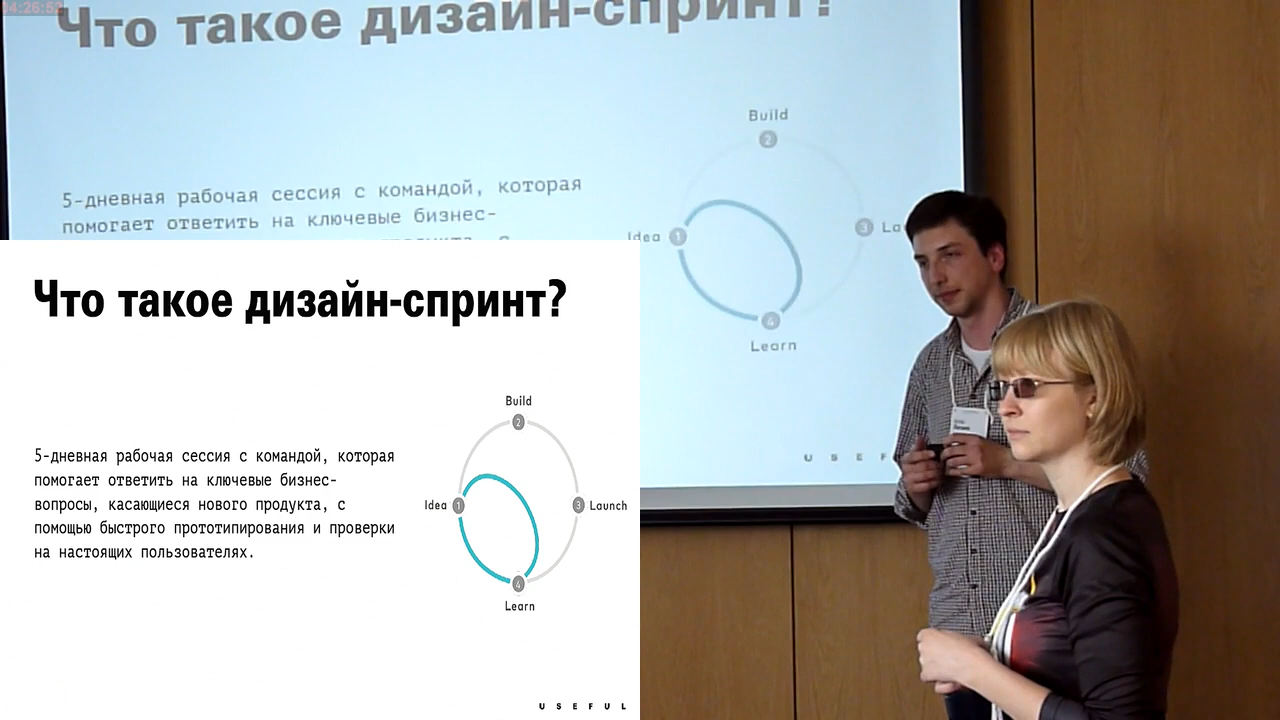 04:26:52
Что такое дизайн-спринт?
Build
2
5-дневная рабочая сессия с командой, которая
помогает ответить на ключевые бизнес-
Idea 1
3
4
Learn
U S E F
Что такое дизайн-спринт?
Build
2
5-дневная рабочая сессия с командой, которая
помогает ответить на ключевые бизнес-
вопросы, касающиеся нового продукта, с
помощью быстрого прототипирования и проверки
на настоящих пользователях.
Idea 1
3 Launch
4
Learn
U S E F U L